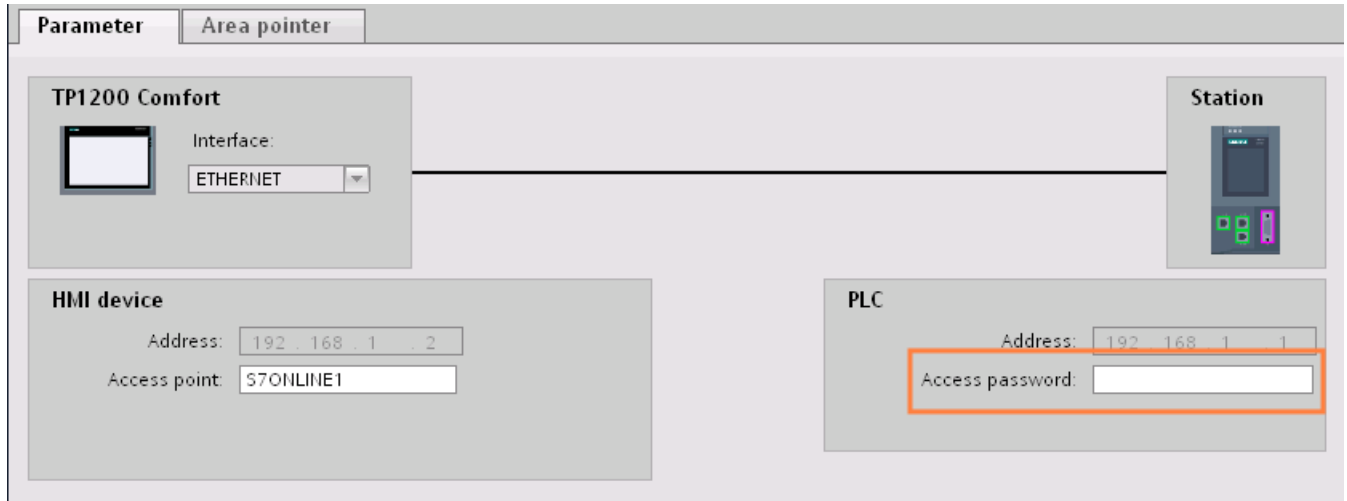 Parameter
Area pointer
TP1200 Comfort
Interface:
ETHERNET
Station
HMI device
Address: 192 . 168 . 1 . 2
Access point: S7ONLINE1
PLC
Address: 192 . 168 . 1 . 1
Access password: